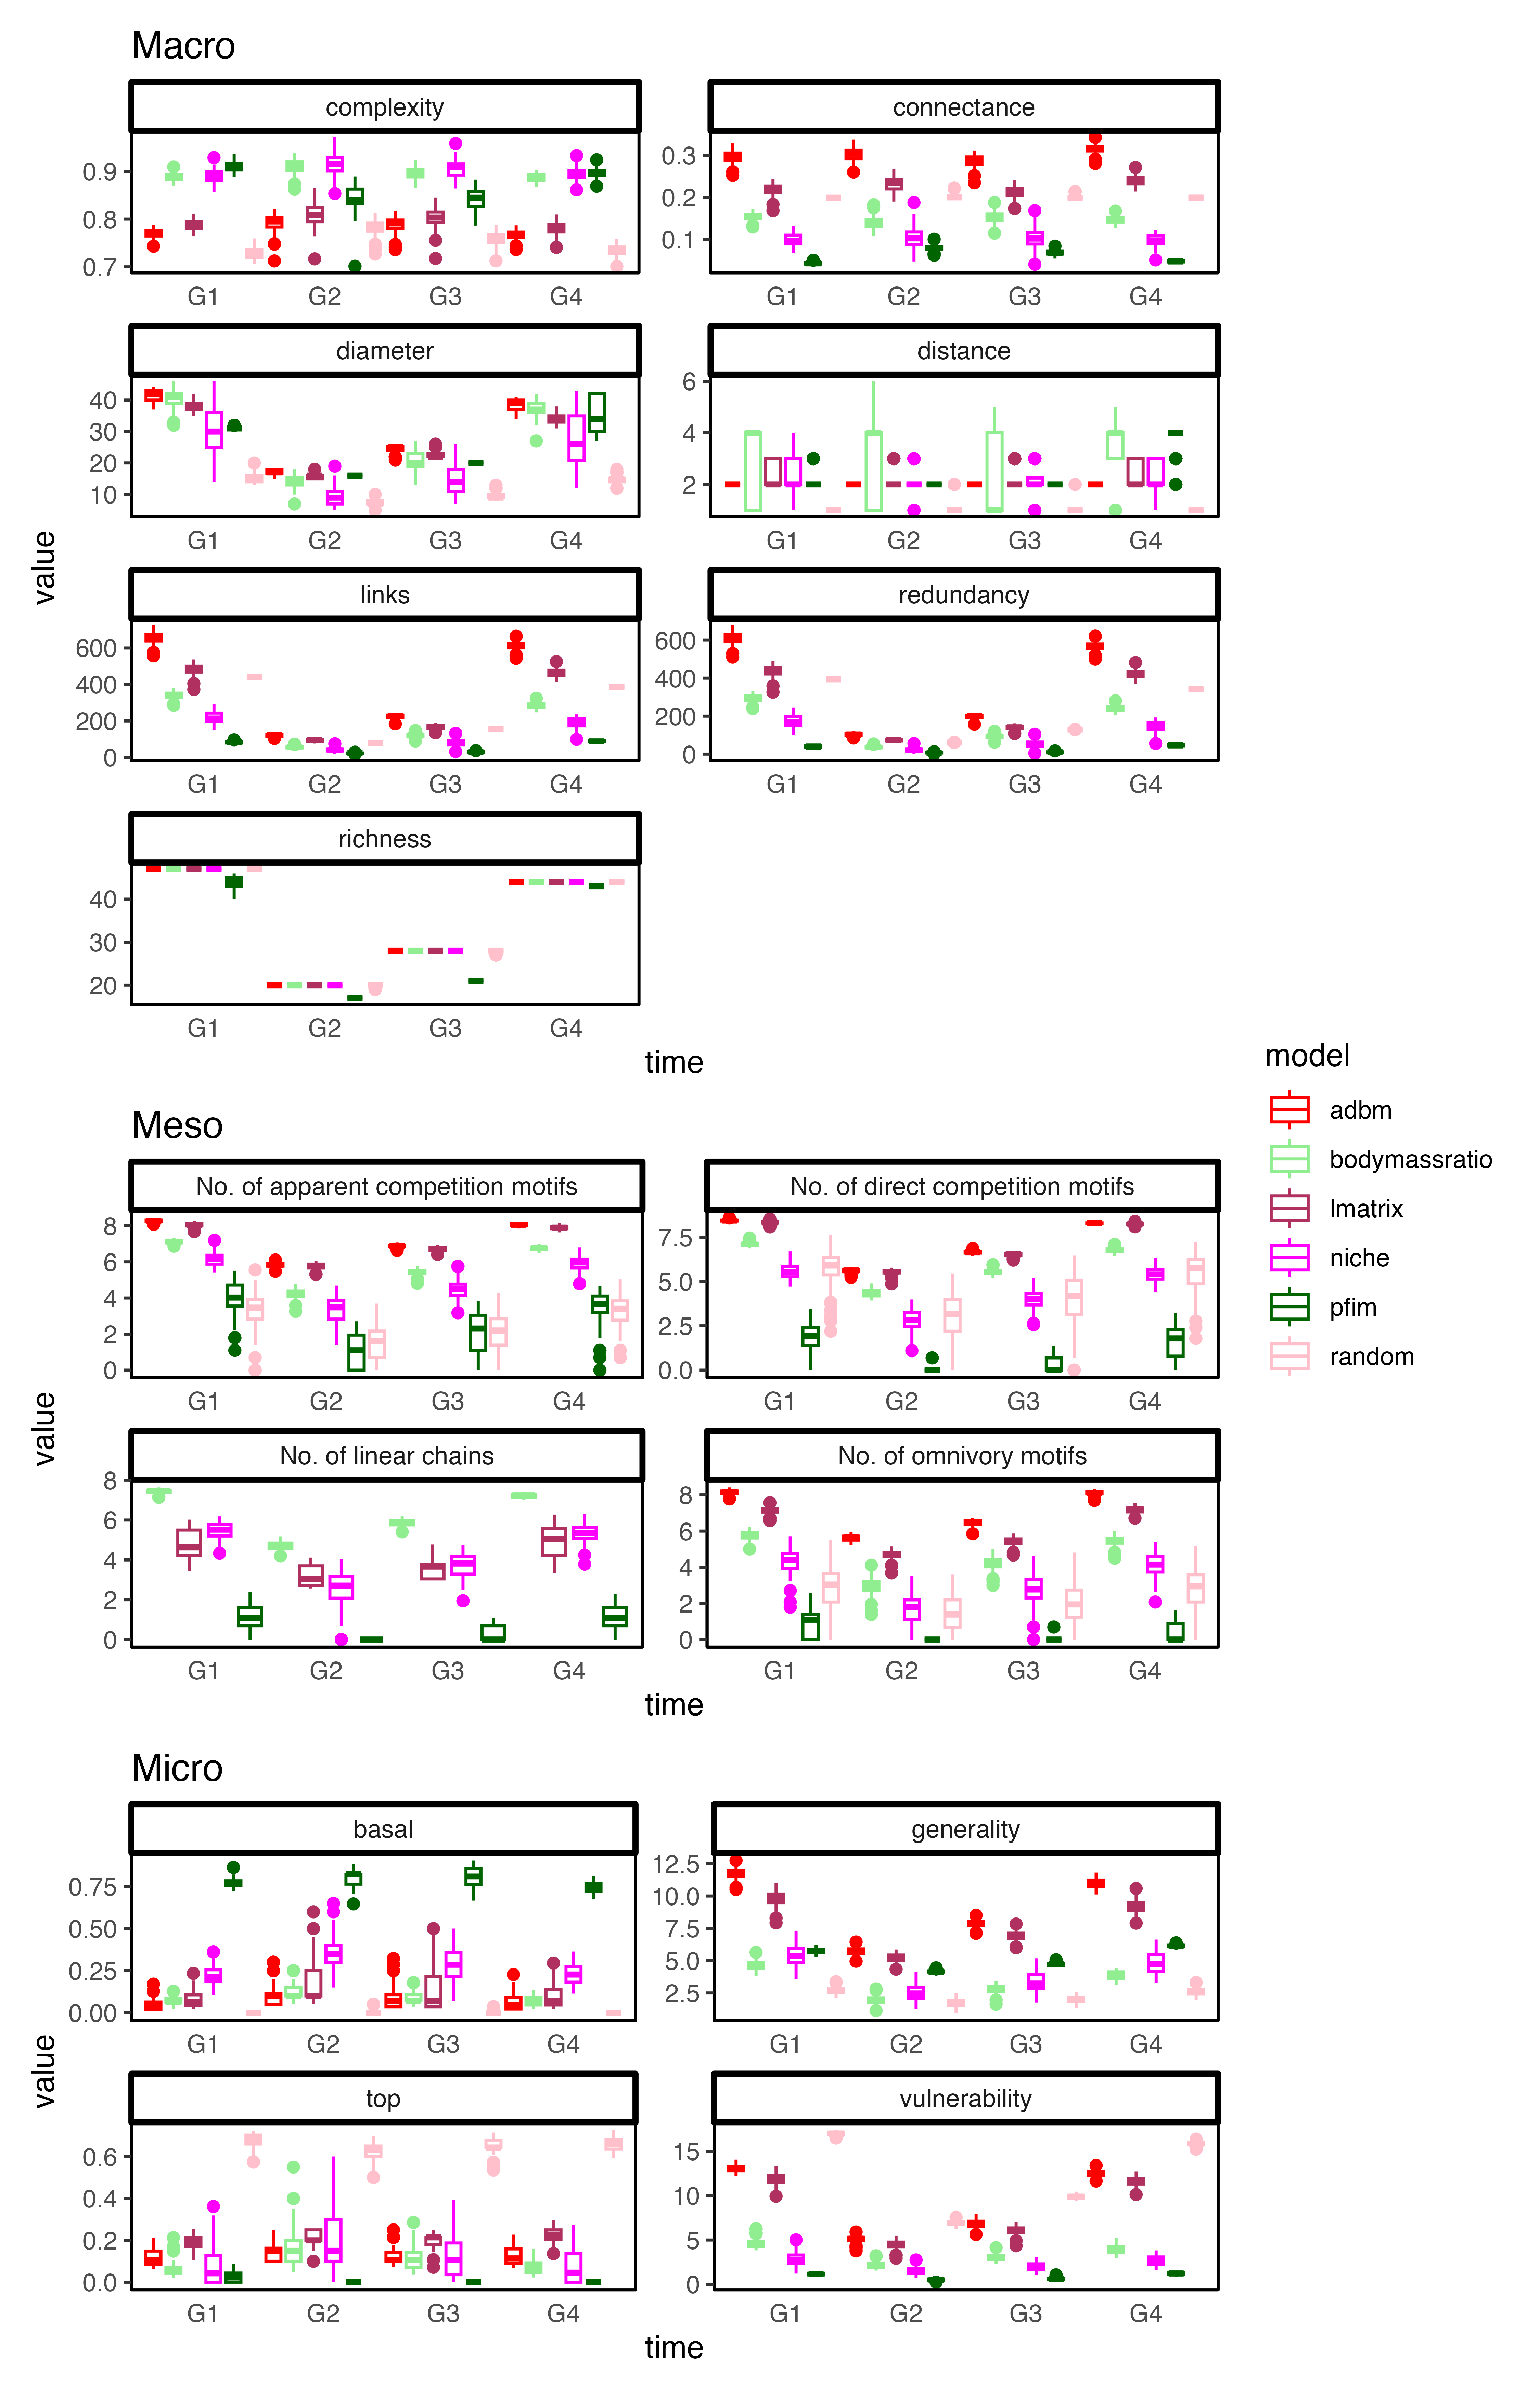 Macro
complexity
connectance
0.9
0.8
0.7
0.3
0.2
0.1
G1 G2 G3 G4
G1 G2 G3 G4
diameter
distance
40
30
20
10
6
4
2
G1 G2 G3 G4
G1 G2 G3 G4
value
links
redundancy
600
400
200
0
600
400
200
0
G1 G2 G3 G4
G1 G2 G3 G4
richness
40
30
20
G1 G2 G3 G4
time
model
adbm
bodymassratio
lmatrix
niche
pfim
random
Meso
No. of apparent competition motifs
No. of direct competition motifs
8
6
4
2
0
7.5
5.0
2.5
0.0
G1 G2 G3 G4
G1 G2 G3 G4
value
No. of linear chains
No. of omnivory motifs
8
6
4
2
0
8
6
4
2
0
G1 G2 G3 G4
G1 G2 G3 G4
time
Micro
basal
generality
0.75
0.50
0.25
0.00
12.5
10.0
7.5
5.0
2.5
G1 G2 G3 G4
G1 G2 G3 G4
value
top
vulnerability
0.6
0.4
0.2
0.0
15
10
5
0
G1 G2 G3 G4
G1 G2 G3 G4
time